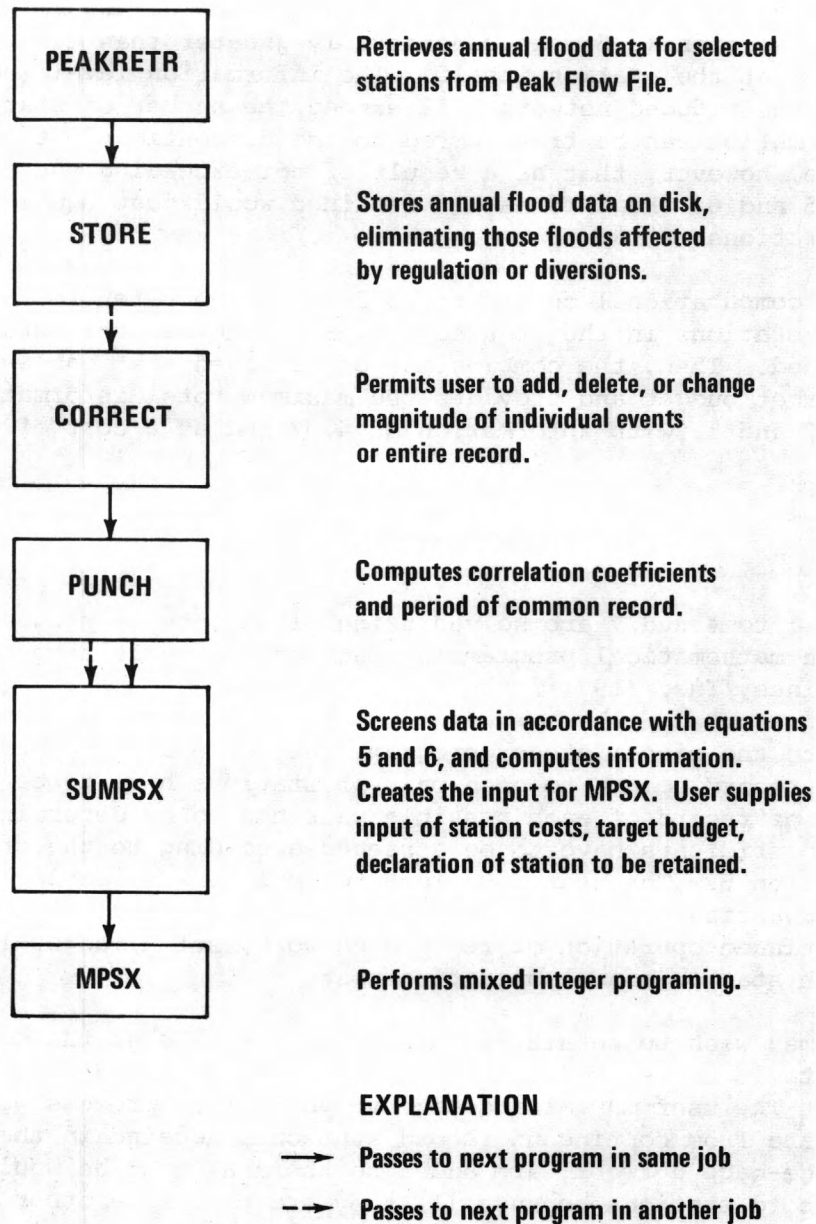 PEAKRETR
Retrieves annual flood data for selected
stations from Peak Flow File.
STORE
Stores annual flood data on disk,
eliminating those floods affected
by regulation or diversions.
CORRECT
Permits user to add, delete, or change
magnitude of individual events
or entire record.
PUNCH
Computes correlation coefficients
and period of common record.
SUMPSX
Screens data in accordance with equations
5 and 6, and computes information.
Creates the input for MPSX. User supplies
input of station costs, target budget,
declaration of station to be retained.
MPSX
Performs mixed integer programing.
EXPLANATION
Passes to next program in same job
Passes to next program in another job